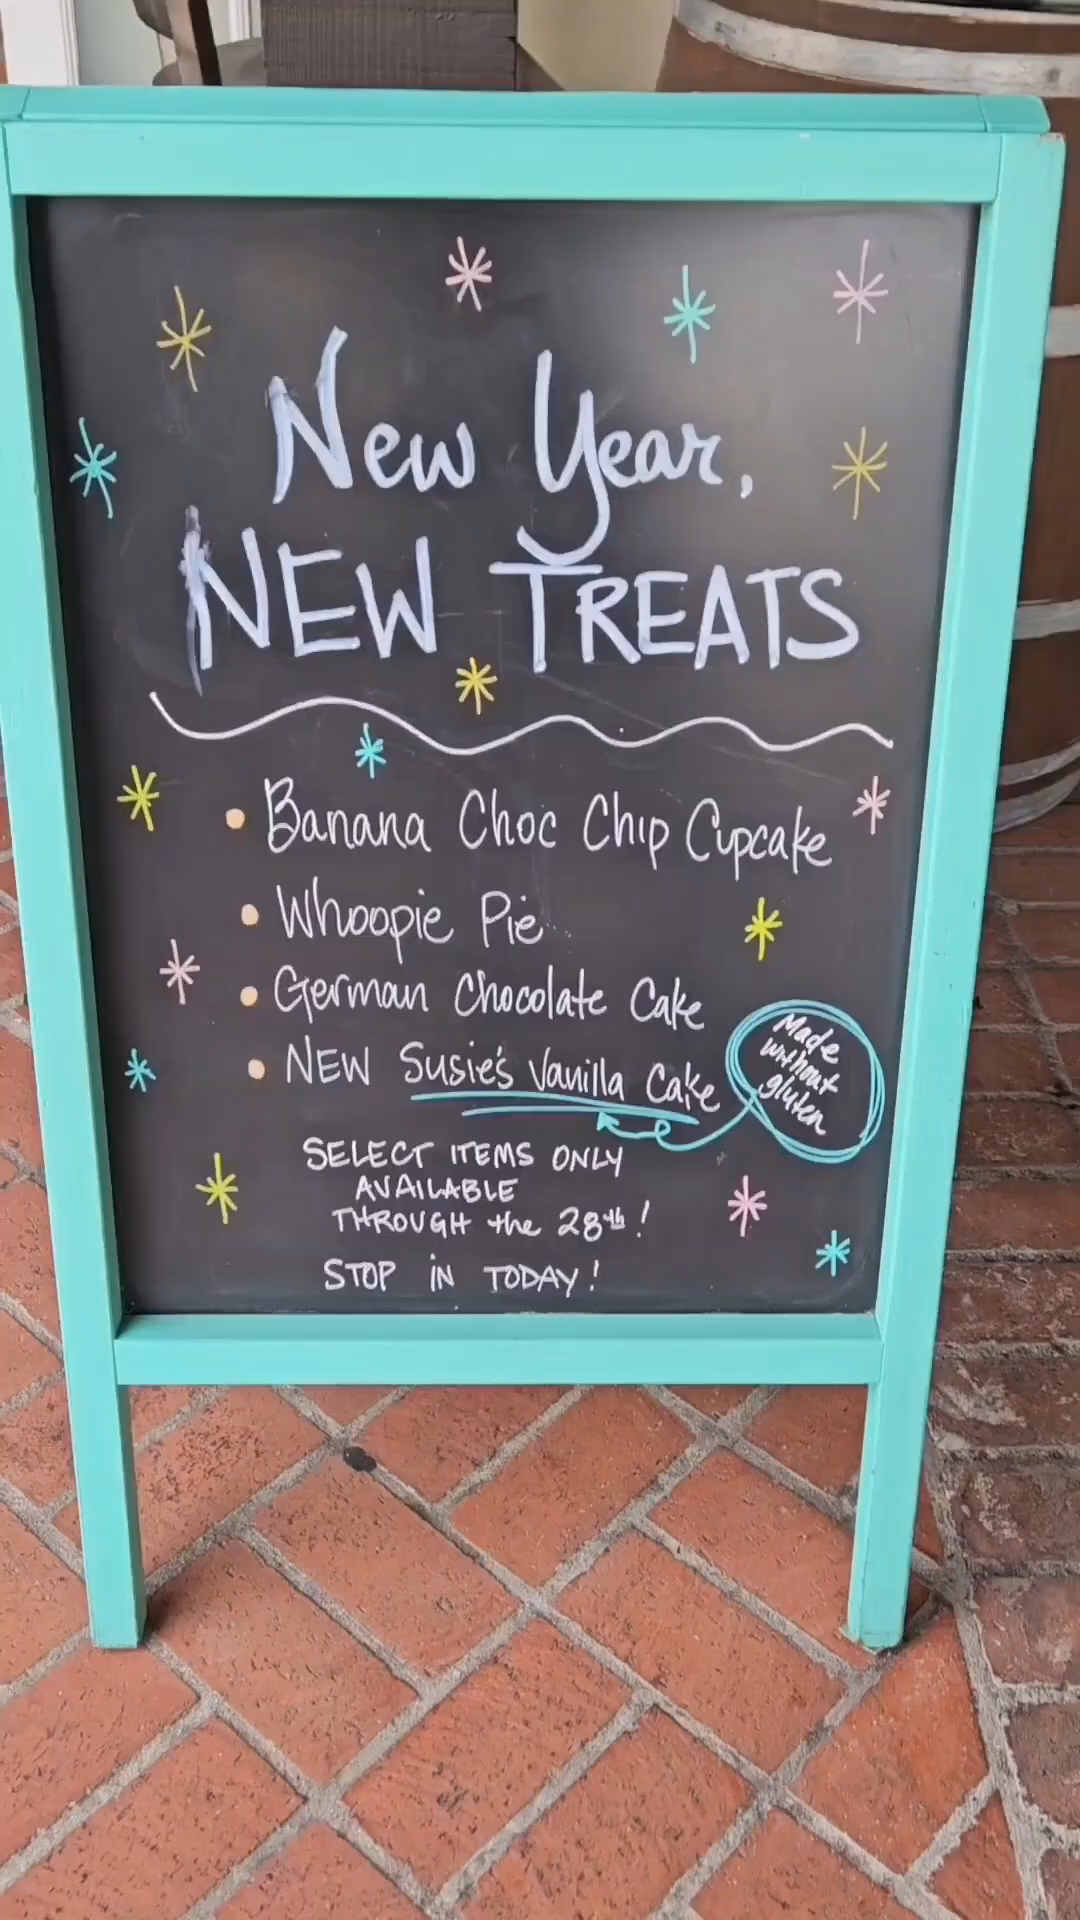 New Year,
NEW TREATS
• Banana Choc Chip Cupcake
• Whoopie Pie
• German Chocolate Cake
• NEW Susie's Vanilla Cake
Made
without
gluten
SELECT ITEMS ONLY
AVAILABLE
THROUGH the 28th!
STOP IN TODAY!